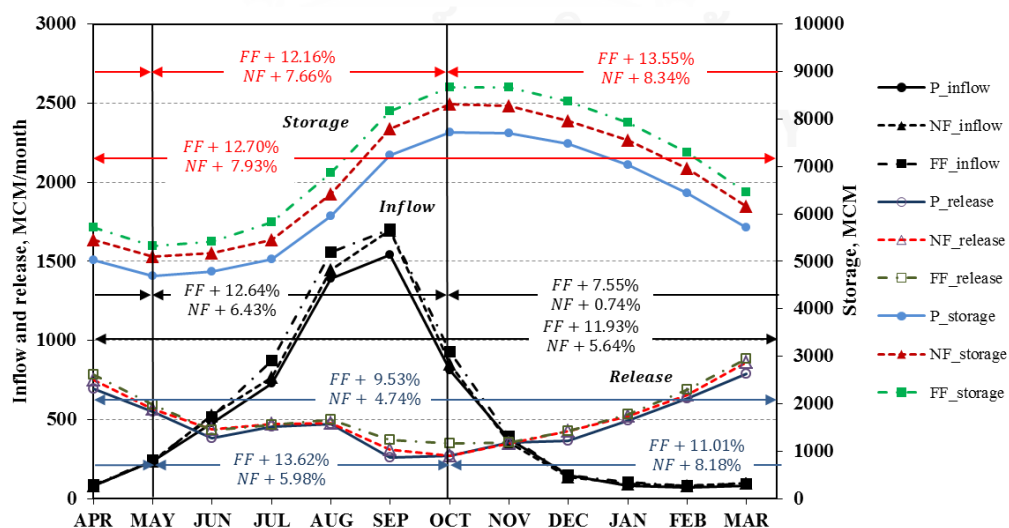 3000
2500
2000
1500
1000
500
0
Inflow and release, MCM/month
10000
9000
8000
7000
6000
5000
4000
3000
2000
1000
0
Storage, MCM
APR MAY JUN JUL AUG SEP OCT NOV DEC JAN FEB MAR
FF + 12.16%
NF + 7.66%
FF + 13.55%
NF + 8.34%
Storage
FF + 12.70%
NF + 7.93%
Inflow
FF + 12.64%
NF + 6.43%
FF + 7.55%
NF + 0.74%
FF + 11.93%
NF + 5.64%
Release
FF + 9.53%
NF + 4.74%
FF + 13.62%
NF + 5.98%
FF + 11.01%
NF + 8.18%
P_inflow
NF_inflow
FF_inflow
P_release
NF_release
FF_release
P_storage
NF_storage
FF_storage